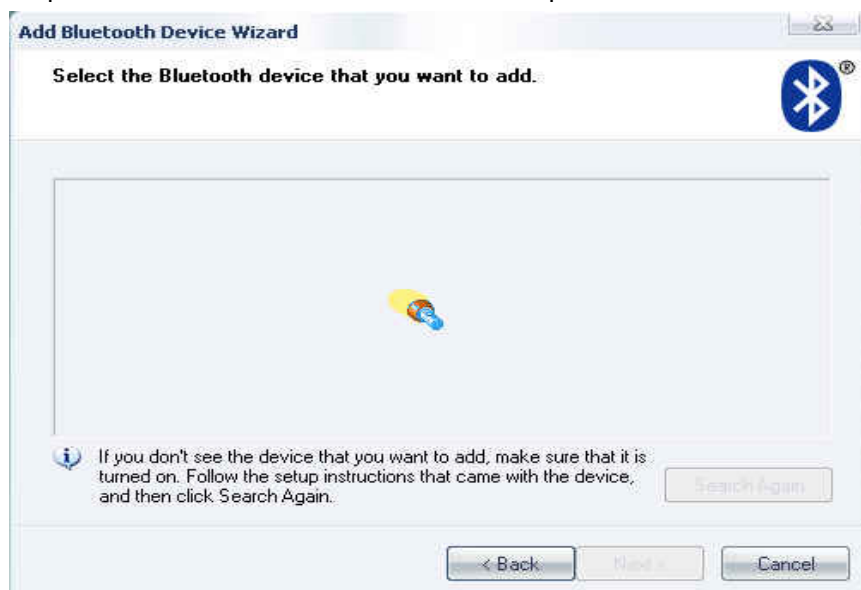 Add Bluetooth Device Wizard
Select the Bluetooth device that you want to add.
®
If you don't see the device that you want to add, make sure that it is
turned on. Follow the setup instructions that came with the device,
and then click Search Again.
Search Again
< Back
Next >
Cancel